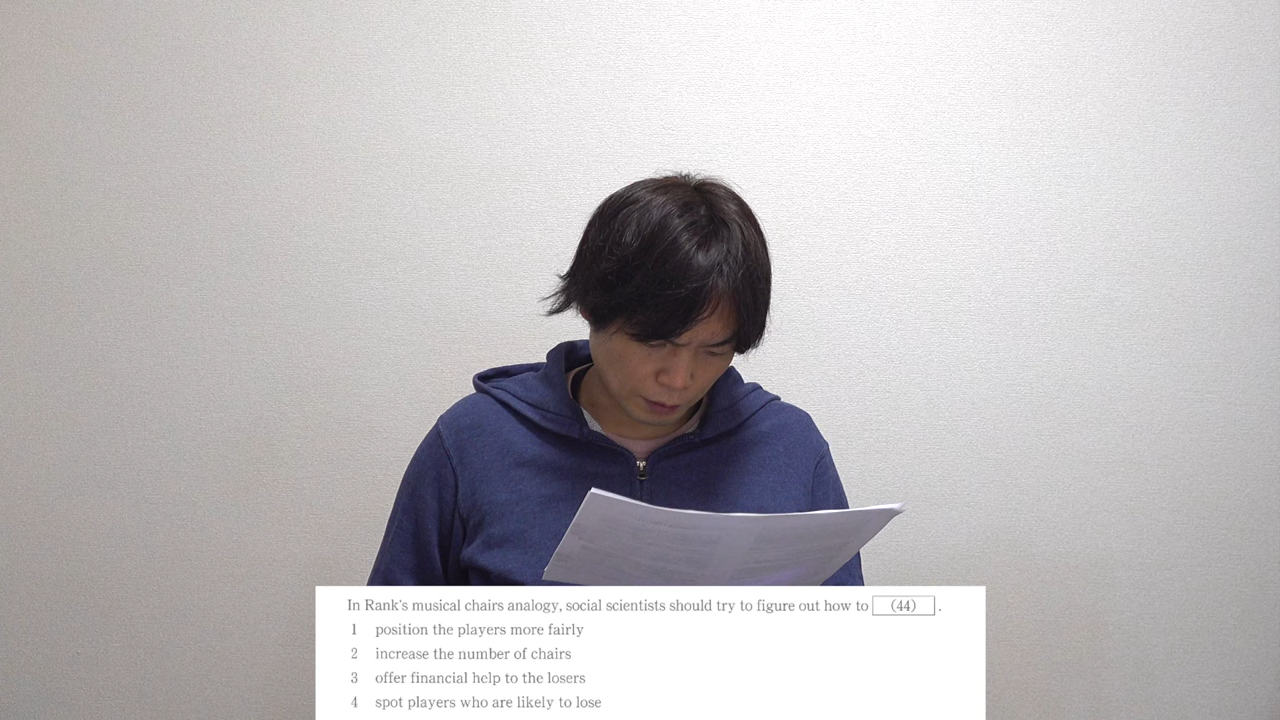 In Rank's musical chairs analogy, social scientists should try to figure out how to (44) .
1 position the players more fairly
2 increase the number of chairs
3 offer financial help to the losers
4 spot players who are likely to lose